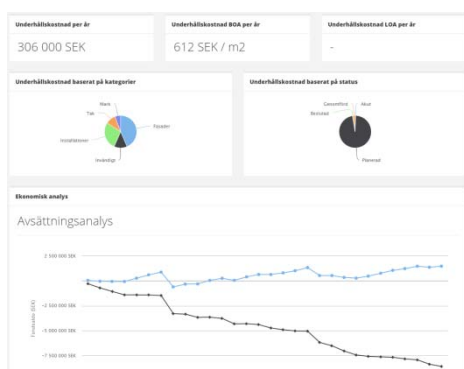 Underhållskostnad per år
Underhållskostnad BOA per år
Underhållskostnad LOA per år
306 000 SEK
612 SEK / m2
-
Underhållskostnad baserat på kategorier
Underhållskostnad baserat på status
Mark
Tak
Fasader
Installationer
Invändigt
Genomförd
Akut
Beslutad
Planerad
Ekonomisk analys
Avsättningsanalys
2 500 000 SEK
-2 500 000 SEK
-5 000 000 SEK
-7 500 000 SEK